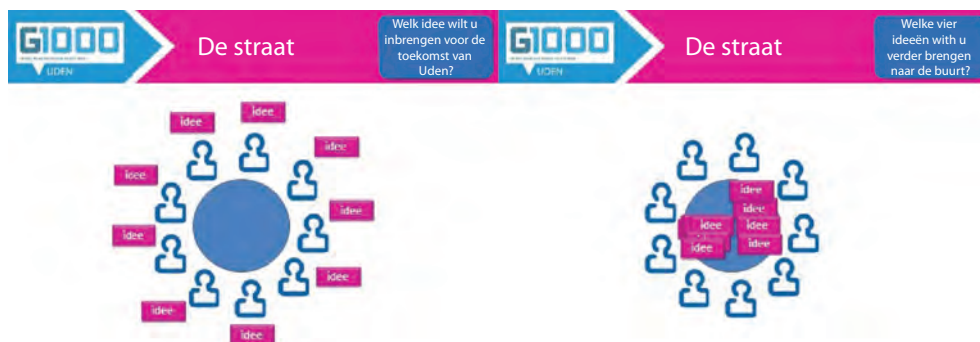 G1000
UDEN
De straat
Welk idee wilt u
inbrengen voor de
toekomst van
Uden?
idee
idee
idee
idee
idee
idee
idee
idee
idee
G1000
UDEN
De straat
Welke vier
ideeën with u
verder brengen
naar de buurt?
idee
idee
idee
idee
idee
idee